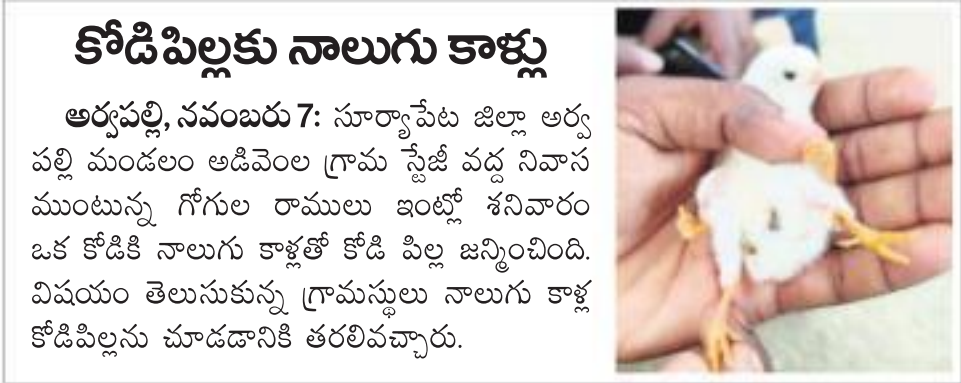 కోడిపిల్లకు నాలుగు కాళ్లు
అర్వపల్లి, నవంబరు 7: సూర్యాపేట జిల్లా అర్వ
పల్లి మండలం అడివెంల గ్రామ స్టేజీ వద్ద నివాస
ముంటున్న గోగుల రాములు ఇంట్లో శనివారం
ఒక కోడికి నాలుగు కాళ్లతో కోడి పిల్ల జన్మించింది.
విషయం తెలుసుకున్న గ్రామస్థులు నాలుగు కాళ్ల
కోడిపిల్లను చూడడానికి తరలివచ్చారు.